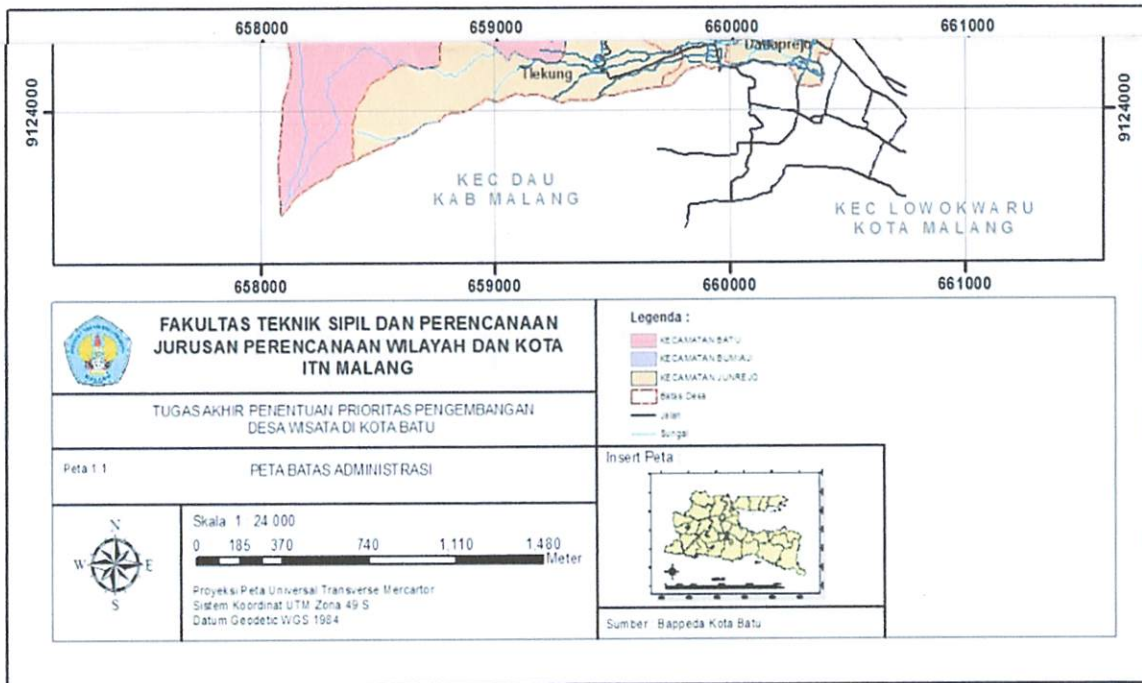 658000 659000 660000 661000
Dadaprejo
Tlekung
9124000 9124000
KEC DAU
KAB MALANG
KEC LOWOKWARU
KOTA MALANG
658000 659000 660000 661000
FAKULTAS TEKNIK SIPIL DAN PERENCANAAN
JURUSAN PERENCANAAN WILAYAH DAN KOTA
ITN MALANG
TUGAS AKHIR PENENTUAN PRIORITAS PENGEMBANGAN
DESA WISATA DI KOTA BATU
Peta 1.1 PETA BATAS ADMINISTRASI
N
W E
S
Skala 1 24 000
0 185 370 740 1,110 1,480
Meter
Proyeksi Peta Universal Transverse Mercartor
Sistem Koordinat UTM Zona 49 S
Datum Geodetic WGS 1984
Legenda :
KECAMATAN BATU
KECAMATAN BUMIAJI
KECAMATAN JUNREJO
Batas Desa
Jalan
Sungai
Insert Peta
Sumber Bappeda Kota Batu